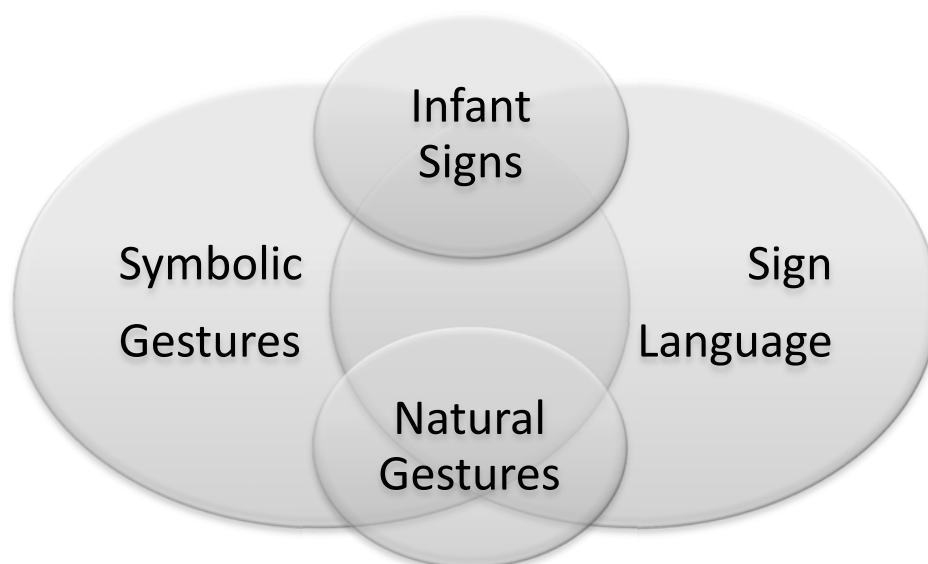 Infant
Signs
Symbolic
Gestures
Sign
Language
Natural
Gestures